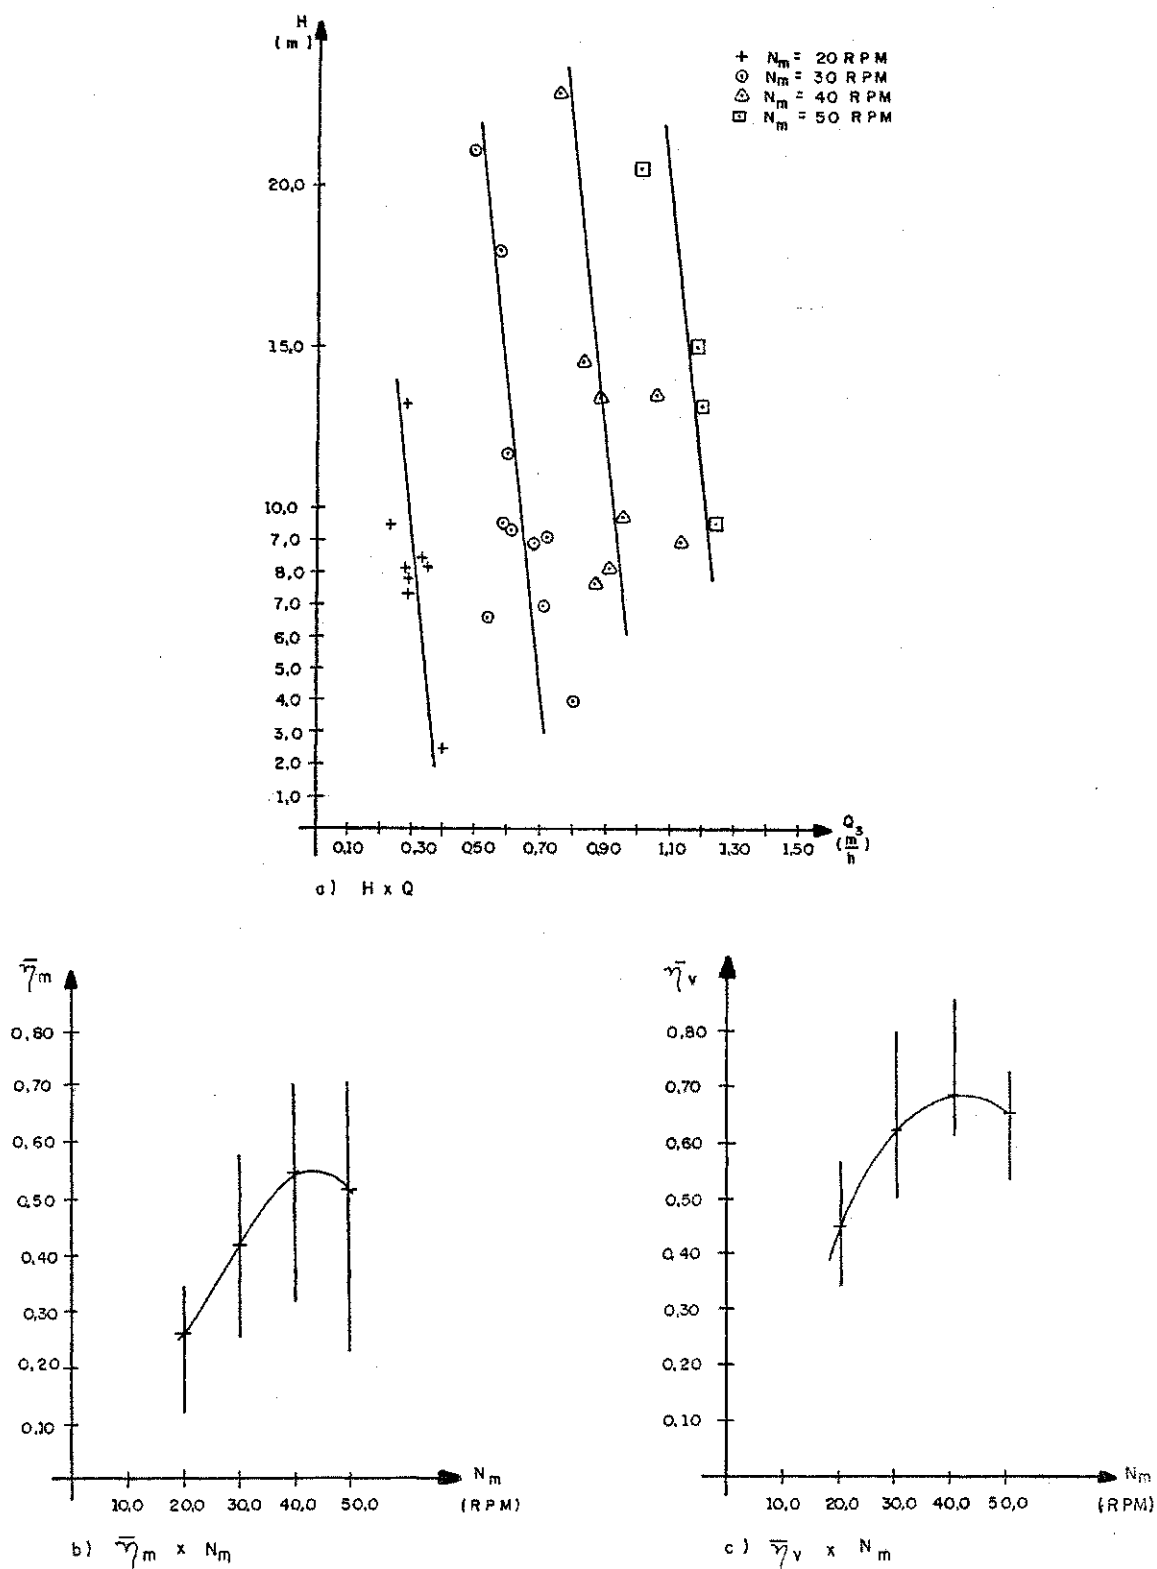 H
(m)
+ Nm = 20 RPM
⊙ Nm = 30 RPM
△ Nm = 40 RPM
⊡ Nm = 50 RPM
20,0
15,0
10,0
7,0
8,0
7,0
6,0
5,0
4,0
3,0
2,0
1,0
0,10 0,30 0,50 0,70 0,90 1,10 1,30 1,50
Q
(m³/h)
a) H x Q
η̄m
0,80
0,70
0,60
0,50
0,40
0,30
0,20
0,10
10,0 20,0 30,0 40,0 50,0
Nm
(RPM)
b) η̄m x Nm
η̄v
0,80
0,70
0,60
0,50
0,40
0,30
0,20
0.10
10,0 20,0 30,0 40,0 50,0
Nm
(RPM)
c) η̄v x Nm